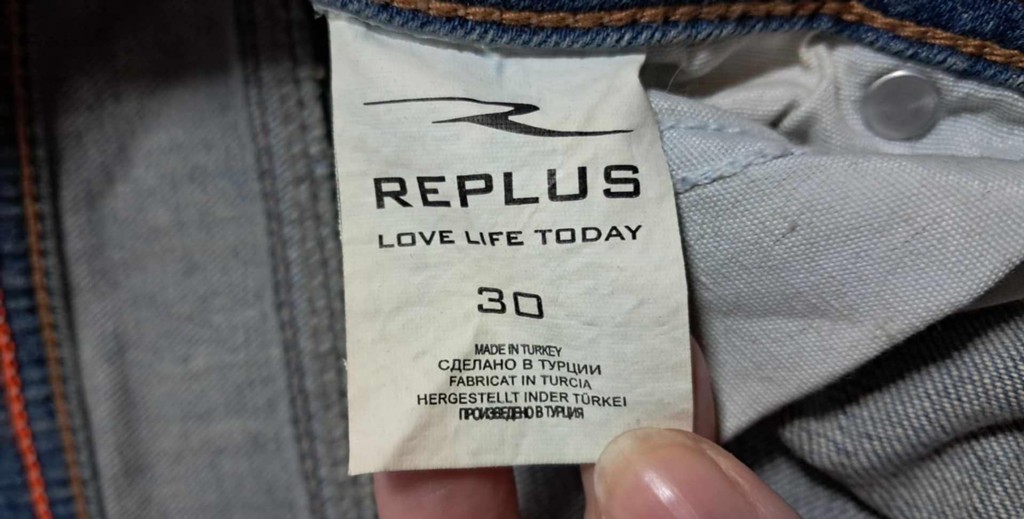 REPLUS
LOVE LIFE TODAY
30
MADE IN TURKEY
СДЕЛАНО В ТУРЦИИ
FABRICAT IN TURCIA
HERGESTELLT INDER TÜRKEI
ПРОИЗВЕДЕНО В ТУРЦИЯ